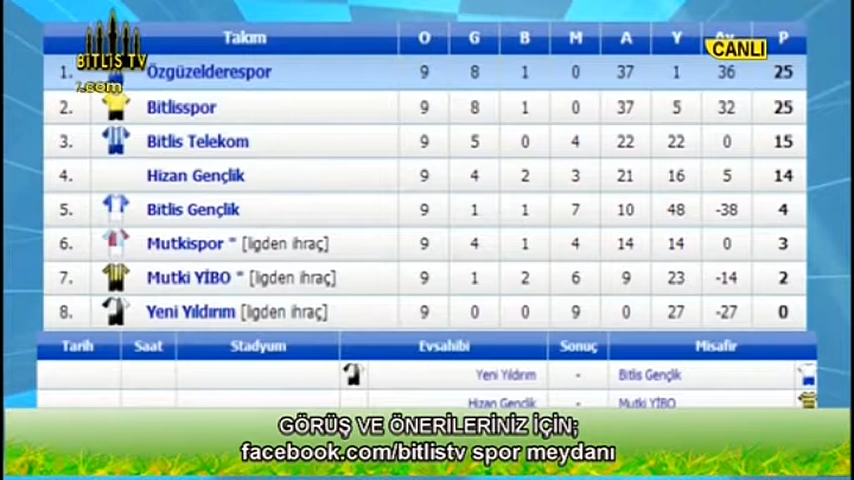 Takım O G B M A Y Av P
BITLIS TV
.com
CANLI
1. Özgüzelderespor 9 8 1 0 37 1 36 25
2. Bitlisspor 9 8 1 0 37 5 32 25
3. Bitlis Telekom 9 5 0 4 22 22 0 15
4. Hizan Gençlik 9 4 2 3 21 16 5 14
5. Bitlis Gençlik 9 1 1 7 10 48 -38 4
6. Mutkispor * [ligden ihraç] 9 4 1 4 14 14 0 3
7. Mutki YİBO * [ligden ihraç] 9 1 2 6 9 23 -14 2
8. Yeni Yıldırım [ligden ihraç] 9 0 0 9 0 27 -27 0
Tarih Saat Stadyum Evsahibi Sonuç Misafir
Yeni Yıldırım - Bitlis Gençlik
Hizan Gençlik - Mutki YİBO
GÖRÜŞ VE ÖNERİLERİNİZ İÇİN;
facebook.com/bitlistv spor meydanı